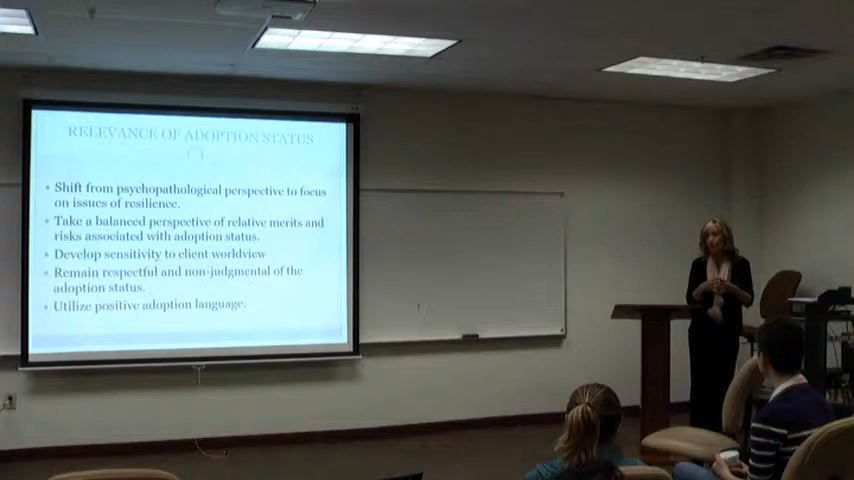 RELEVANCE OF ADOPTION STATUS
• Shift from psychopathological perspective to focus
on issues of resilience.
• Take a balanced perspective of relative merits and
risks associated with adoption status.
• Develop sensitivity to client worldview
• Remain respectful and non-judgmental of the
adoption status.
• Utilize positive adoption language.